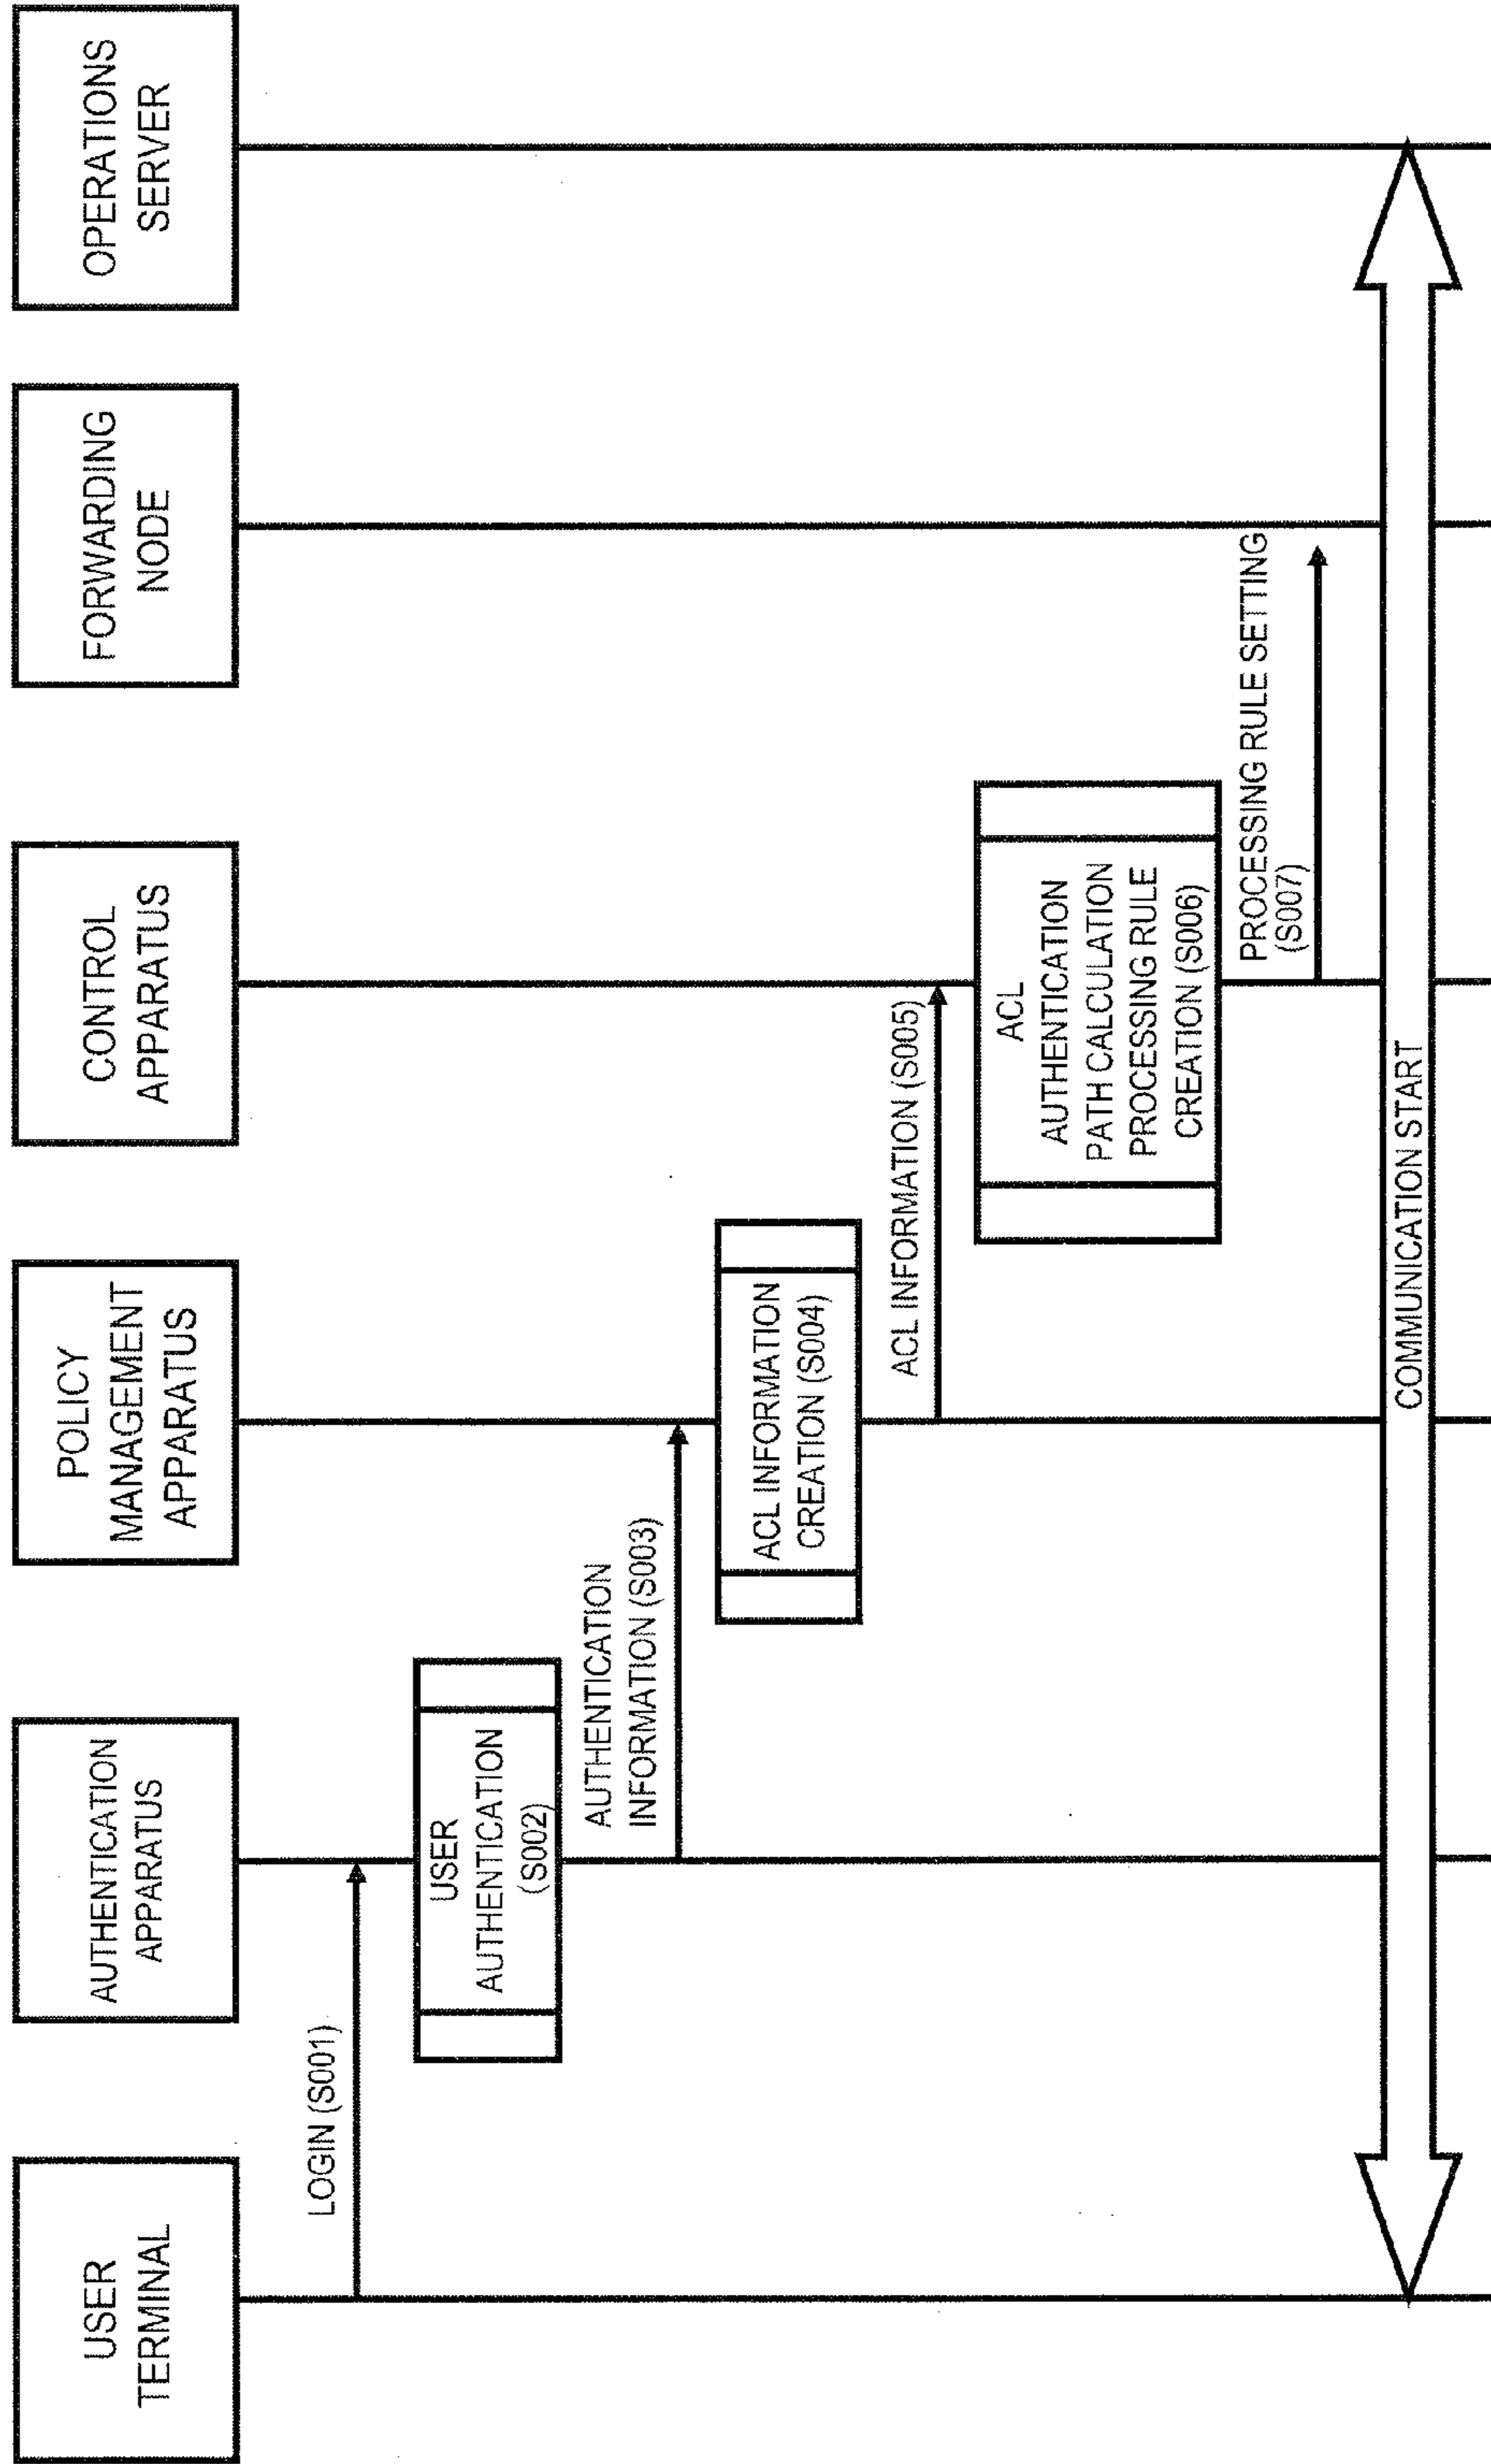 USER
TERMINAL
AUTHENTICATION
APPARATUS
POLICY
MANAGEMENT
APPARATUS
CONTROL
APPARATUS
FORWARDING
NODE
OPERATIONS
SERVER
LOGIN (S001)
USER
AUTHENTICATION
(S002)
AUTHENTICATION
INFORMATION (S003)
ACL INFORMATION
CREATION (S004)
ACL INFORMATION (S005)
ACL
AUTHENTICATION
PATH CALCULATION
PROCESSING RULE
CREATION (S006)
PROCESSING RULE SETTING
(S007)
COMMUNICATION START